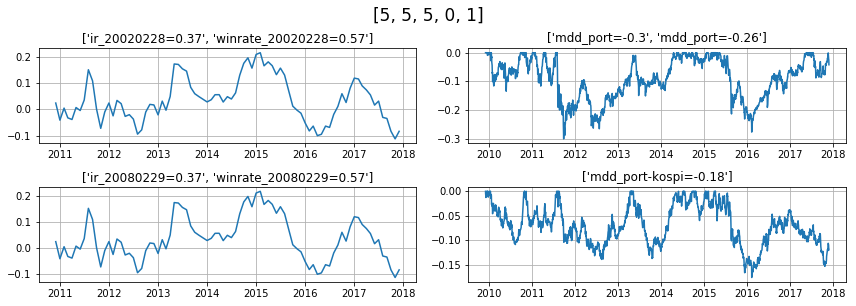 [5, 5, 5, 0, 1]
['ir_20020228=0.37', 'winrate_20020228=0.57']
0.2
0.1
0.0
−0.1
2011 2012 2013 2014 2015 2016 2017 2018
['mdd_port=-0.3', 'mdd_port=-0.26']
0.0
−0.1
−0.2
−0.3
2010 2011 2012 2013 2014 2015 2016 2017 2018
['ir_20080229=0.37', 'winrate_20080229=0.57']
0.2
0.1
0.0
−0.1
2011 2012 2013 2014 2015 2016 2017 2018
['mdd_port-kospi=-0.18']
0.00
−0.05
−0.10
−0.15
2010 2011 2012 2013 2014 2015 2016 2017 2018